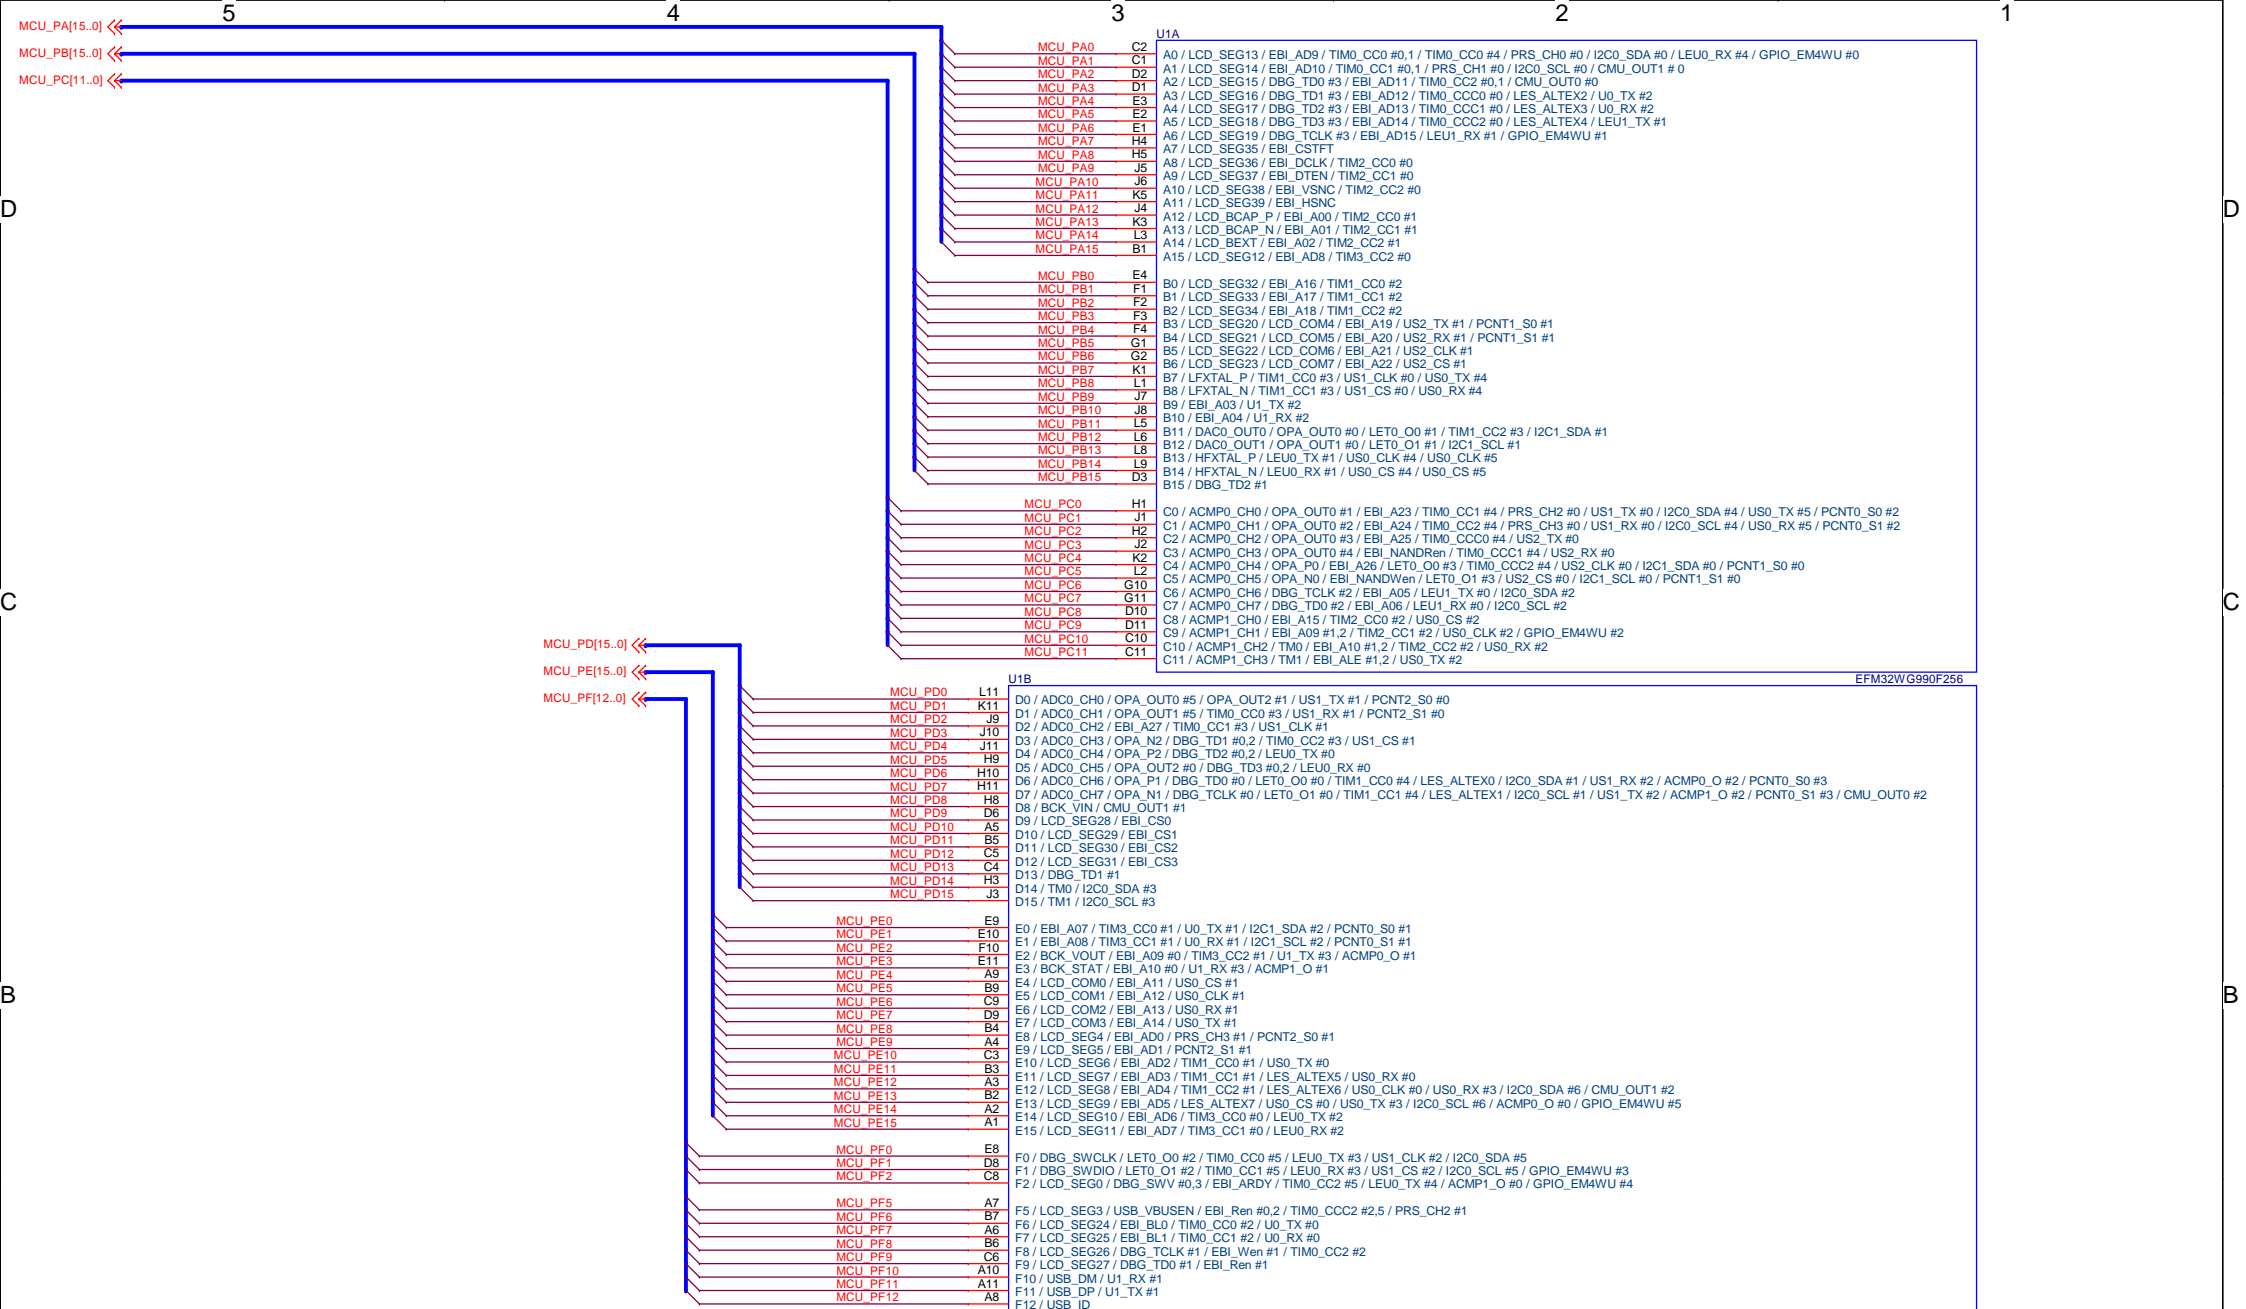 5 4 3 2 1
MCU_PA[15..0]
MCU_PB[15..0]
MCU_PC[11..0]
U1A
MCU_PA0 C2 A0 / LCD_SEG13 / EBI_AD9 / TIM0_CC0 #0,1 / TIM0_CC0 #4 / PRS_CH0 #0 / I2C0_SDA #0 / LEU0_RX #4 / GPIO_EM4WU #0
MCU_PA1 C1 A1 / LCD_SEG14 / EBI_AD10 / TIM0_CC1 #0,1 / PRS_CH1 #0 / I2C0_SCL #0 / CMU_OUT1 # 0
MCU_PA2 D2 A2 / LCD_SEG15 / DBG_TD0 #3 / EBI_AD11 / TIM0_CC2 #0,1 / CMU_OUT0 #0
MCU_PA3 D1 A3 / LCD_SEG16 / DBG_TD1 #3 / EBI_AD12 / TIM0_CCC0 #0 / LES_ALTEX2 / U0_TX #2
MCU_PA4 E3 A4 / LCD_SEG17 / DBG_TD2 #3 / EBI_AD13 / TIM0_CCC1 #0 / LES_ALTEX3 / U0_RX #2
MCU_PA5 E2 A5 / LCD_SEG18 / DBG_TD3 #3 / EBI_AD14 / TIM0_CCC2 #0 / LES_ALTEX4 / LEU1_TX #1
MCU_PA6 E1 A6 / LCD_SEG19 / DBG_TCLK #3 / EBI_AD15 / LEU1_RX #1 / GPIO_EM4WU #1
MCU_PA7 H4 A7 / LCD_SEG35 / EBI_CSTFT
MCU_PA8 H5 A8 / LCD_SEG36 / EBI_DCLK / TIM2_CC0 #0
MCU_PA9 J5 A9 / LCD_SEG37 / EBI_DTEN / TIM2_CC1 #0
MCU_PA10 J6 A10 / LCD_SEG38 / EBI_VSNC / TIM2_CC2 #0
MCU_PA11 K5 A11 / LCD_SEG39 / EBI_HSNC
MCU_PA12 J4 A12 / LCD_BCAP_P / EBI_A00 / TIM2_CC0 #1
MCU_PA13 K3 A13 / LCD_BCAP_N / EBI_A01 / TIM2_CC1 #1
MCU_PA14 L3 A14 / LCD_BEXT / EBI_A02 / TIM2_CC2 #1
MCU_PA15 B1 A15 / LCD_SEG12 / EBI_AD8 / TIM3_CC2 #0
D D
MCU_PB0 E4 B0 / LCD_SEG32 / EBI_A16 / TIM1_CC0 #2
MCU_PB1 F1 B1 / LCD_SEG33 / EBI_A17 / TIM1_CC1 #2
MCU_PB2 F2 B2 / LCD_SEG34 / EBI_A18 / TIM1_CC2 #2
MCU_PB3 F3 B3 / LCD_SEG20 / LCD_COM4 / EBI_A19 / US2_TX #1 / PCNT1_S0 #1
MCU_PB4 F4 B4 / LCD_SEG21 / LCD_COM5 / EBI_A20 / US2_RX #1 / PCNT1_S1 #1
MCU_PB5 G1 B5 / LCD_SEG22 / LCD_COM6 / EBI_A21 / US2_CLK #1
MCU_PB6 G2 B6 / LCD_SEG23 / LCD_COM7 / EBI_A22 / US2_CS #1
MCU_PB7 K1 B7 / LFXTAL_P / TIM1_CC0 #3 / US1_CLK #0 / US0_TX #4
MCU_PB8 L1 B8 / LFXTAL_N / TIM1_CC1 #3 / US1_CS #0 / US0_RX #4
MCU_PB9 J7 B9 / EBI_A03 / U1_TX #2
MCU_PB10 J8 B10 / EBI_A04 / U1_RX #2
MCU_PB11 L5 B11 / DAC0_OUT0 / OPA_OUT0 #0 / LET0_O0 #1 / TIM1_CC2 #3 / I2C1_SDA #1
MCU_PB12 L6 B12 / DAC0_OUT1 / OPA_OUT1 #0 / LET0_O1 #1 / I2C1_SCL #1
MCU_PB13 L8 B13 / HFXTAL_P / LEU0_TX #1 / US0_CLK #4 / US0_CLK #5
MCU_PB14 L9 B14 / HFXTAL_N / LEU0_RX #1 / US0_CS #4 / US0_CS #5
MCU_PB15 D3 B15 / DBG_TD2 #1
MCU_PC0 H1 C0 / ACMP0_CH0 / OPA_OUT0 #1 / EBI_A23 / TIM0_CC1 #4 / PRS_CH2 #0 / US1_TX #0 / I2C0_SDA #4 / US0_TX #5 / PCNT0_S0 #2
MCU_PC1 J1 C1 / ACMP0_CH1 / OPA_OUT0 #2 / EBI_A24 / TIM0_CC2 #4 / PRS_CH3 #0 / US1_RX #0 / I2C0_SCL #4 / US0_RX #5 / PCNT0_S1 #2
MCU_PC2 H2 C2 / ACMP0_CH2 / OPA_OUT0 #3 / EBI_A25 / TIM0_CCC0 #4 / US2_TX #0
MCU_PC3 J2 C3 / ACMP0_CH3 / OPA_OUT0 #4 / EBI_NANDRen / TIM0_CCC1 #4 / US2_RX #0
MCU_PC4 K2 C4 / ACMP0_CH4 / OPA_P0 / EBI_A26 / LET0_O0 #3 / TIM0_CCC2 #4 / US2_CLK #0 / I2C1_SDA #0 / PCNT1_S0 #0
MCU_PC5 L2 C5 / ACMP0_CH5 / OPA_N0 / EBI_NANDWen / LET0_O1 #3 / US2_CS #0 / I2C1_SCL #0 / PCNT1_S1 #0
MCU_PC6 G10 C6 / ACMP0_CH6 / DBG_TCLK #2 / EBI_A05 / LEU1_TX #0 / I2C0_SDA #2
MCU_PC7 G11 C7 / ACMP0_CH7 / DBG_TD0 #2 / EBI_A06 / LEU1_RX #0 / I2C0_SCL #2
MCU_PC8 D10 C8 / ACMP1_CH0 / EBI_A15 / TIM2_CC0 #2 / US0_CS #2
MCU_PC9 D11 C9 / ACMP1_CH1 / EBI_A09 #1,2 / TIM2_CC1 #2 / US0_CLK #2 / GPIO_EM4WU #2
MCU_PC10 C10 C10 / ACMP1_CH2 / TM0 / EBI_A10 #1,2 / TIM2_CC2 #2 / US0_RX #2
MCU_PC11 C11 C11 / ACMP1_CH3 / TM1 / EBI_ALE #1,2 / US0_TX #2
C C
MCU_PD[15..0]
MCU_PE[15..0]
MCU_PF[12..0]
U1B EFM32WG990F256
MCU_PD0 L11 D0 / ADC0_CH0 / OPA_OUT0 #5 / OPA_OUT2 #1 / US1_TX #1 / PCNT2_S0 #0
MCU_PD1 K11 D1 / ADC0_CH1 / OPA_OUT1 #5 / TIM0_CC0 #3 / US1_RX #1 / PCNT2_S1 #0
MCU_PD2 J9 D2 / ADC0_CH2 / EBI_A27 / TIM0_CC1 #3 / US1_CLK #1
MCU_PD3 J10 D3 / ADC0_CH3 / OPA_N2 / DBG_TD1 #0,2 / TIM0_CC2 #3 / US1_CS #1
MCU_PD4 J11 D4 / ADC0_CH4 / OPA_P2 / DBG_TD2 #0,2 / LEU0_TX #0
MCU_PD5 H9 D5 / ADC0_CH5 / OPA_OUT2 #0 / DBG_TD3 #0,2 / LEU0_RX #0
MCU_PD6 H10 D6 / ADC0_CH6 / OPA_P1 / DBG_TD0 #0 / LET0_O0 #0 / TIM1_CC0 #4 / LES_ALTEX0 / I2C0_SDA #1 / US1_RX #2 / ACMP0_O #2 / PCNT0_S0 #3
MCU_PD7 H11 D7 / ADC0_CH7 / OPA_N1 / DBG_TCLK #0 / LET0_O1 #0 / TIM1_CC1 #4 / LES_ALTEX1 / I2C0_SCL #1 / US1_TX #2 / ACMP1_O #2 / PCNT0_S1 #3 / CMU_OUT0 #2
MCU_PD8 H8 D8 / BCK_VIN / CMU_OUT1 #1
MCU_PD9 D6 D9 / LCD_SEG28 / EBI_CS0
MCU_PD10 A5 D10 / LCD_SEG29 / EBI_CS1
MCU_PD11 B5 D11 / LCD_SEG30 / EBI_CS2
MCU_PD12 C5 D12 / LCD_SEG31 / EBI_CS3
MCU_PD13 C4 D13 / DBG_TD1 #1
MCU_PD14 H3 D14 / TM0 / I2C0_SDA #3
MCU_PD15 J3 D15 / TM1 / I2C0_SCL #3
MCU_PE0 E9 E0 / EBI_A07 / TIM3_CC0 #1 / U0_TX #1 / I2C1_SDA #2 / PCNT0_S0 #1
MCU_PE1 E10 E1 / EBI_A08 / TIM3_CC1 #1 / U0_RX #1 / I2C1_SCL #2 / PCNT0_S1 #1
MCU_PE2 F10 E2 / BCK_VOUT / EBI_A09 #0 / TIM3_CC2 #1 / U1_TX #3 / ACMP0_O #1
MCU_PE3 E11 E3 / BCK_STAT / EBI_A10 #0 / U1_RX #3 / ACMP1_O #1
MCU_PE4 A9 E4 / LCD_COM0 / EBI_A11 / US0_CS #1
MCU_PE5 B9 E5 / LCD_COM1 / EBI_A12 / US0_CLK #1
MCU_PE6 C9 E6 / LCD_COM2 / EBI_A13 / US0_RX #1
MCU_PE7 D9 E7 / LCD_COM3 / EBI_A14 / US0_TX #1
MCU_PE8 B4 E8 / LCD_SEG4 / EBI_AD0 / PRS_CH3 #1 / PCNT2_S0 #1
MCU_PE9 A4 E9 / LCD_SEG5 / EBI_AD1 / PCNT2_S1 #1
MCU_PE10 C3 E10 / LCD_SEG6 / EBI_AD2 / TIM1_CC0 #1 / US0_TX #0
MCU_PE11 B3 E11 / LCD_SEG7 / EBI_AD3 / TIM1_CC1 #1 / LES_ALTEX5 / US0_RX #0
MCU_PE12 A3 E12 / LCD_SEG8 / EBI_AD4 / TIM1_CC2 #1 / LES_ALTEX6 / US0_CLK #0 / US0_RX #3 / I2C0_SDA #6 / CMU_OUT1 #2
MCU_PE13 B2 E13 / LCD_SEG9 / EBI_AD5 / LES_ALTEX7 / US0_CS #0 / US0_TX #3 / I2C0_SCL #6 / ACMP0_O #0 / GPIO_EM4WU #5
MCU_PE14 A2 E14 / LCD_SEG10 / EBI_AD6 / TIM3_CC0 #0 / LEU0_TX #2
MCU_PE15 A1 E15 / LCD_SEG11 / EBI_AD7 / TIM3_CC1 #0 / LEU0_RX #2
B B
MCU_PF0 E8 F0 / DBG_SWCLK / LET0_O0 #2 / TIM0_CC0 #5 / LEU0_TX #3 / US1_CLK #2 / I2C0_SDA #5
MCU_PF1 D8 F1 / DBG_SWDIO / LET0_O1 #2 / TIM0_CC1 #5 / LEU0_RX #3 / US1_CS #2 / I2C0_SCL #5 / GPIO_EM4WU #3
MCU_PF2 C8 F2 / LCD_SEG0 / DBG_SWV #0,3 / EBI_ARDY / TIM0_CC2 #5 / LEU0_TX #4 / ACMP1_O #0 / GPIO_EM4WU #4
MCU_PF5 A7 F5 / LCD_SEG3 / USB_VBUSEN / EBI_Ren #0,2 / TIM0_CCC2 #2,5 / PRS_CH2 #1
MCU_PF6 B7 F6 / LCD_SEG24 / EBI_BL0 / TIM0_CC0 #2 / U0_TX #0
MCU_PF7 A6 F7 / LCD_SEG25 / EBI_BL1 / TIM0_CC1 #2 / U0_RX #0
MCU_PF8 B6 F8 / LCD_SEG26 / DBG_TCLK #1 / EBI_Wen #1 / TIM0_CC2 #2
MCU_PF9 C6 F9 / LCD_SEG27 / DBG_TD0 #1 / EBI_Ren #1
MCU_PF10 A10 F10 / USB_DM / U1_RX #1
MCU_PF11 A11 F11 / USB_DP / U1_TX #1
MCU_PF12 A8 F12 / USB_ID